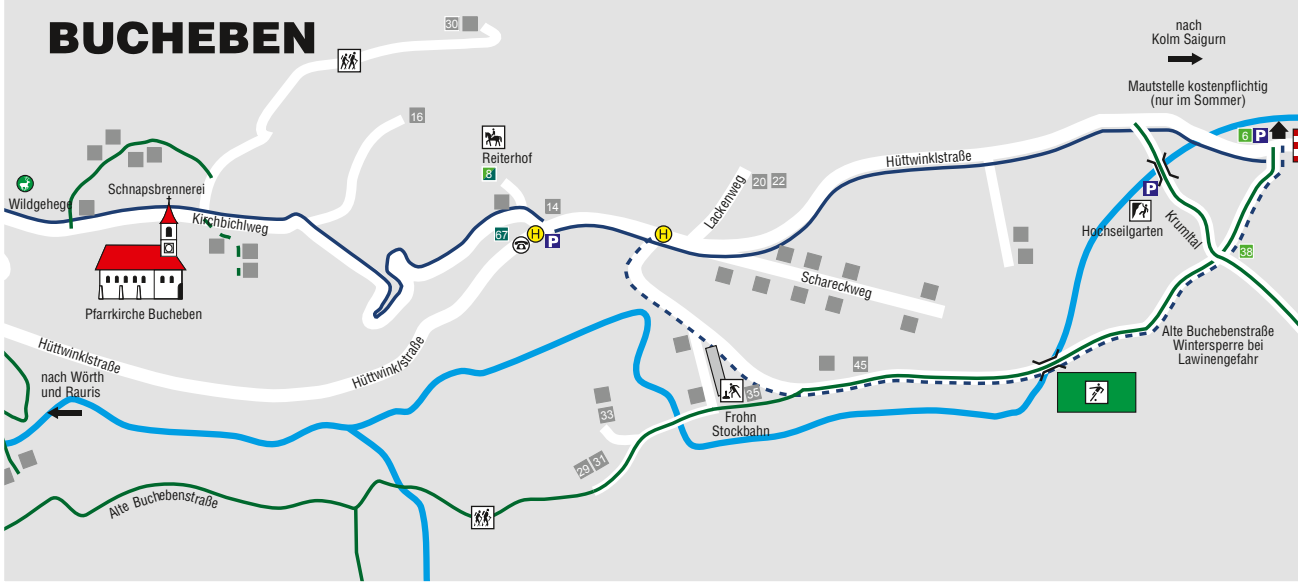 BUCHEBEN
30
nach
Kolm Saigurn
Mautstelle kostenpflichtig
(nur im Sommer)
16
6
P
Reiterhof
8
Hüttwinklstraße
Wildgehege
Schnapsbrennerei
Kirchbichlweg
14
67
H
P
H
Lackenweg
20
22
P
Hochseilgarten
Krumltal
38
Schareckweg
Pfarrkirche Bucheben
Hüttwinklstraße
Hüttwinklstraße
nach Wörth
und Rauris
Alte Buchebenstraße
Wintersperre bei
Lawinengefahr
45
35
33
Frohn
Stockbahn
29
31
Alte Buchebenstraße